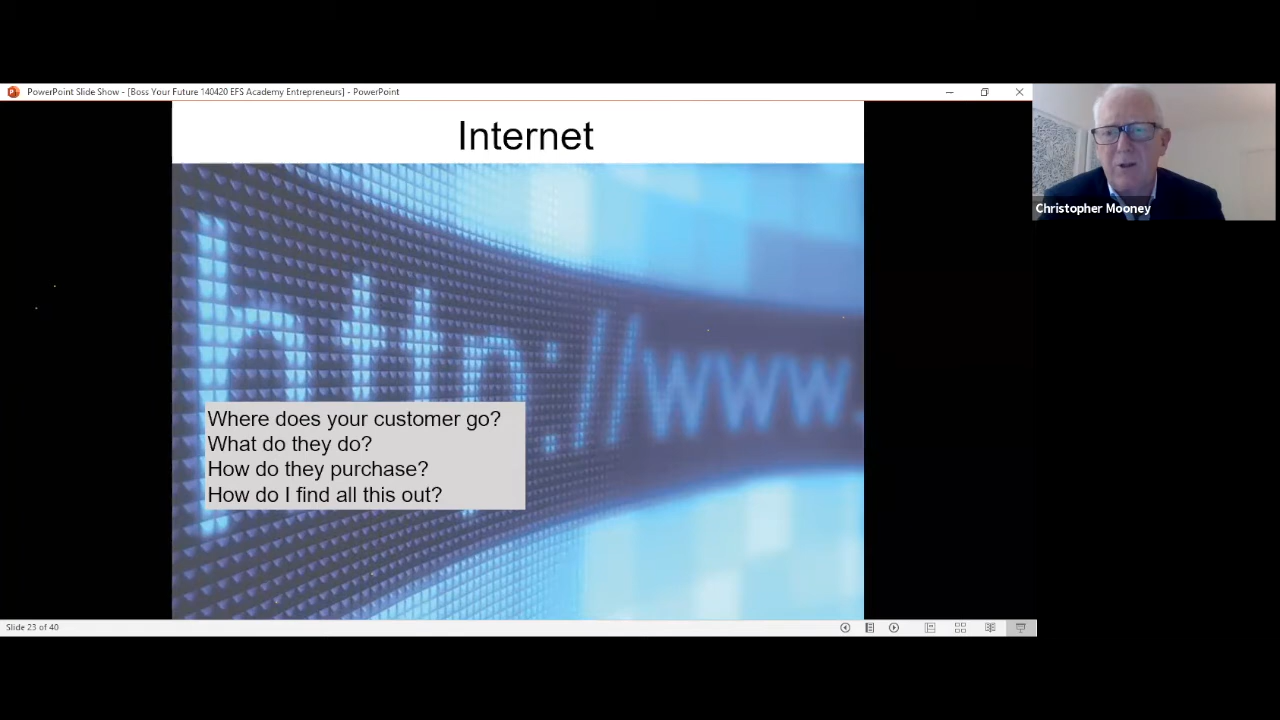 PowerPoint Slide Show - [Boss Your Future 140420 EFS Academy Entrepreneurs] - PowerPoint
Internet
Christopher Mooney
http://www.
Where does your customer go?
What do they do?
How do they purchase?
How do I find all this out?
Slide 23 of 40